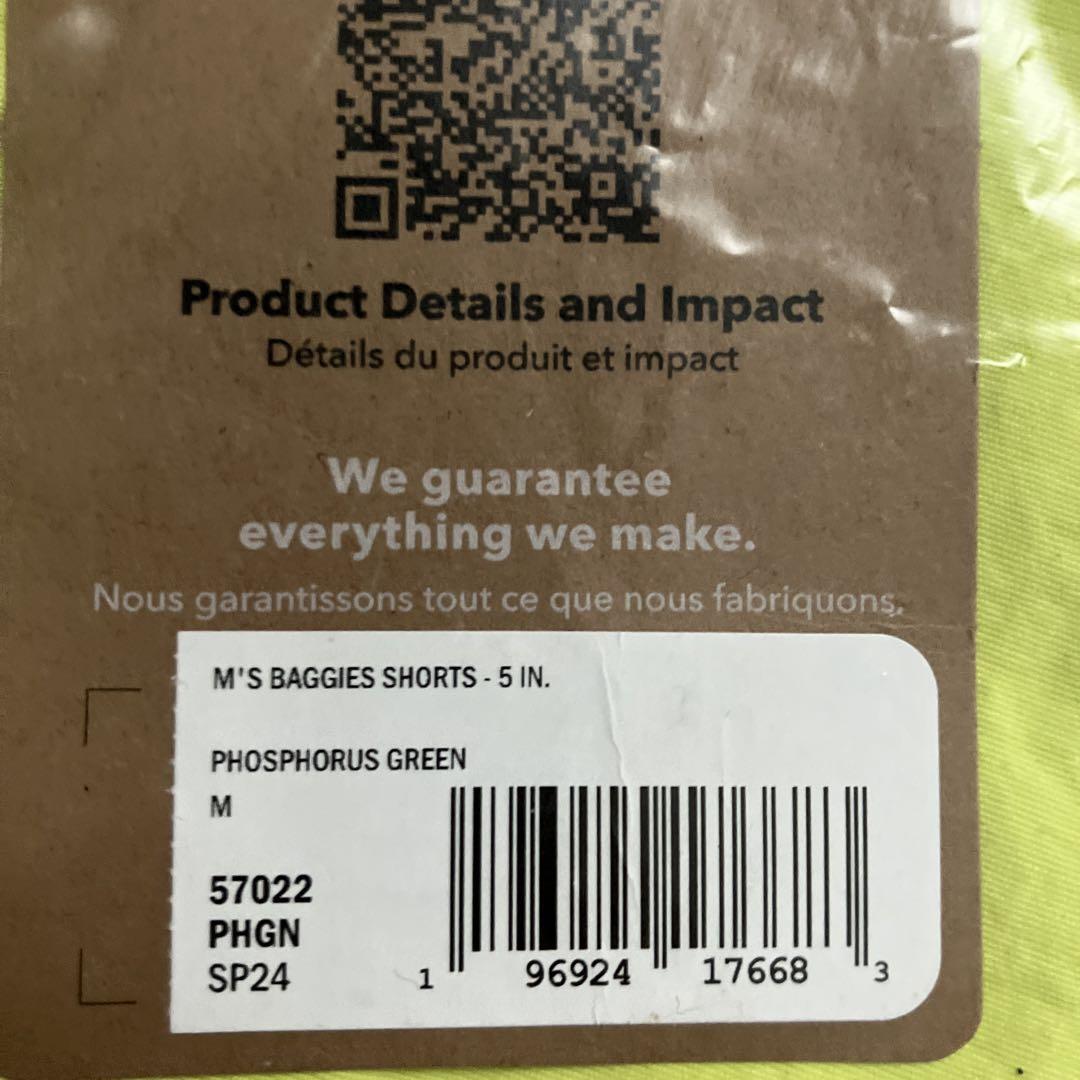 Product Details and Impact
Détails du produit et impact
We guarantee
everything we make.
Nous garantissons tout ce que nous fabriquons.
M'S BAGGIES SHORTS - 5 IN.
PHOSPHORUS GREEN
M
57022
PHGN
SP24
1 96924 17668 3